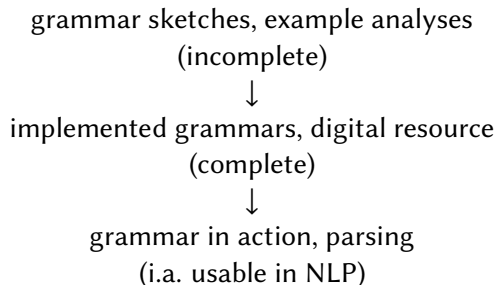 grammar sketches, example analyses
(incomplete)
↓
implemented grammars, digital resource
(complete)
↓
grammar in action, parsing
(i.a. usable in NLP)